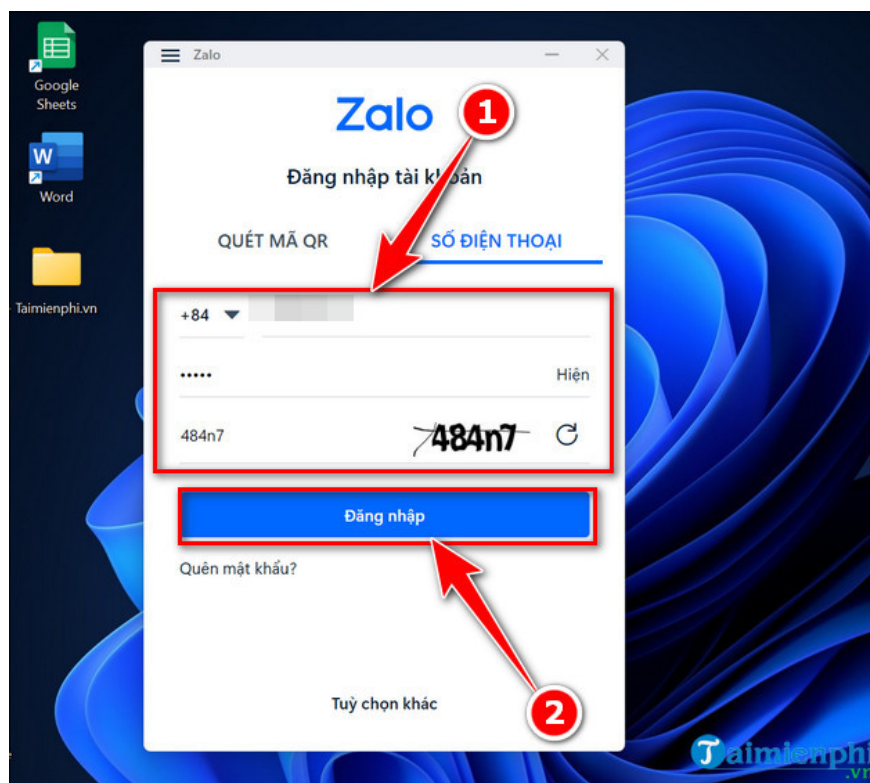 Google
Sheets
Word
Taimienphi.vn
Zalo
Zalo
1
Đăng nhập tài khoản
QUÉT MÃ QR
SỐ ĐIỆN THOẠI
+84
•••••
Hiện
484n7
484n7
Đăng nhập
Quên mật khẩu?
2
Tuỳ chọn khác
Taimienphi
.vn